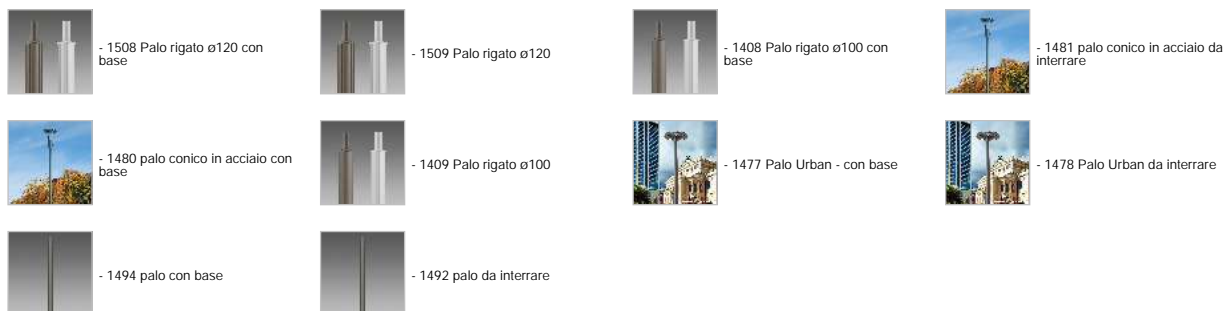 - 1508 Palo rigato ø120 con
base
- 1509 Palo rigato ø120
- 1408 Palo rigato ø100 con
base
- 1481 palo conico in acciaio da
interrare
- 1480 palo conico in acciaio con
base
- 1409 Palo rigato ø100
- 1477 Palo Urban - con base
- 1478 Palo Urban da interrare
- 1494 palo con base
- 1492 palo da interrare